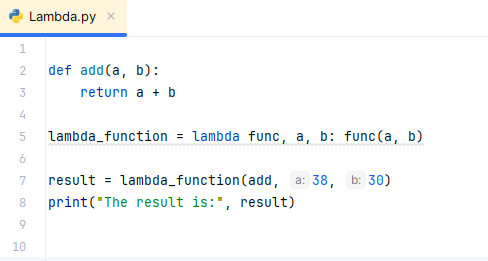 Lambda.py ×
1
2 def add(a, b):
3     return a + b
4
5 lambda_function = lambda func, a, b: func(a, b)
6
7 result = lambda_function(add, a: 38, b: 30)
8 print("The result is:", result)
9
10